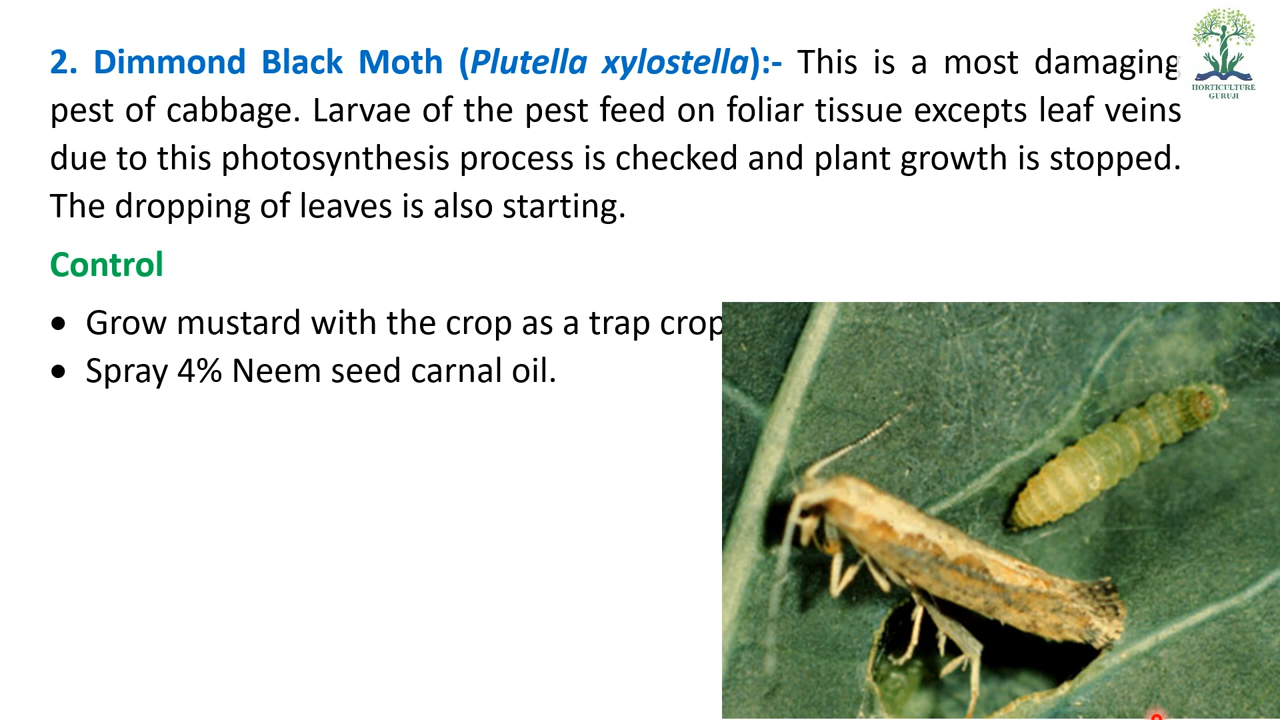 2. Dimmond Black Moth (Plutella xylostella):- This is a most damaging
HORTICULTURE
GURUJI
pest of cabbage. Larvae of the pest feed on foliar tissue excepts leaf veins
due to this photosynthesis process is checked and plant growth is stopped.
The dropping of leaves is also starting.
Control
• Grow mustard with the crop as a trap crop
• Spray 4% Neem seed carnal oil.